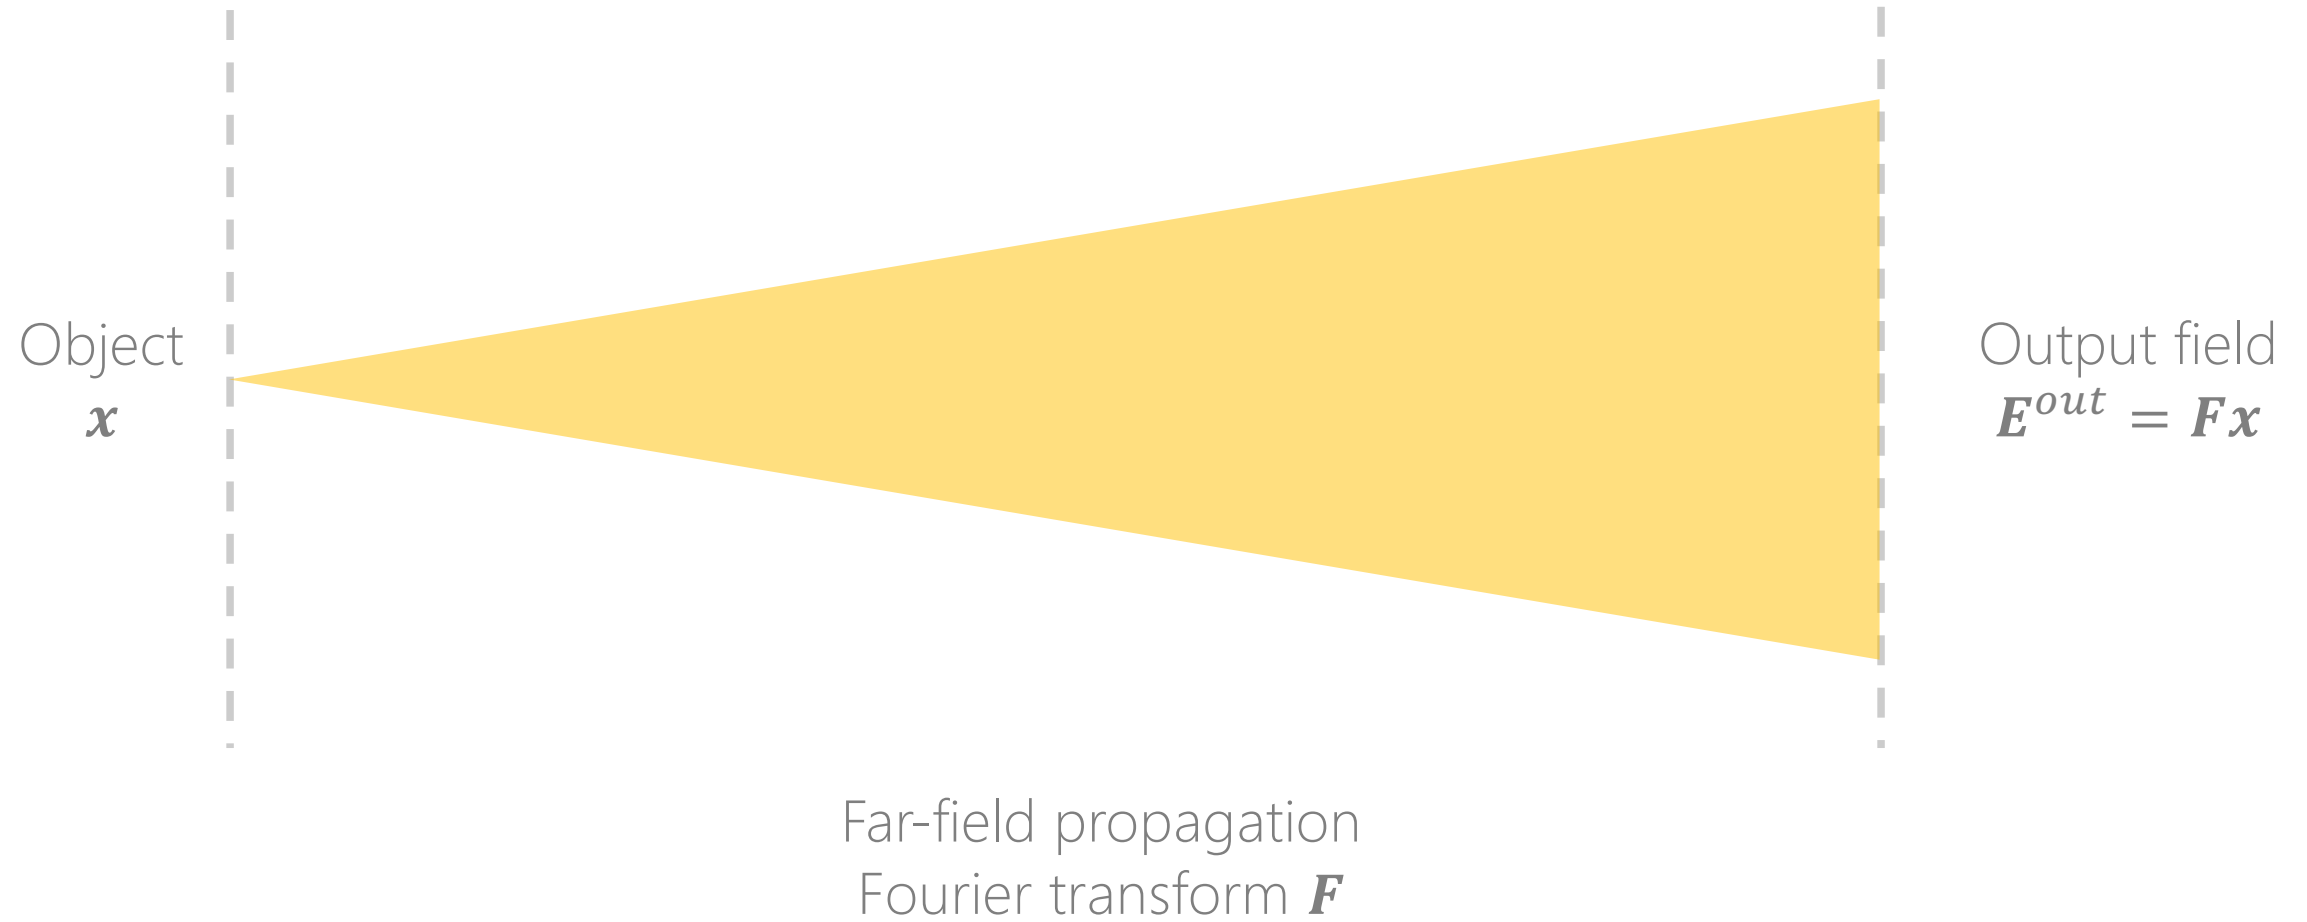 Object
x
Output field
E^out = Fx
Far-field propagation
Fourier transform F